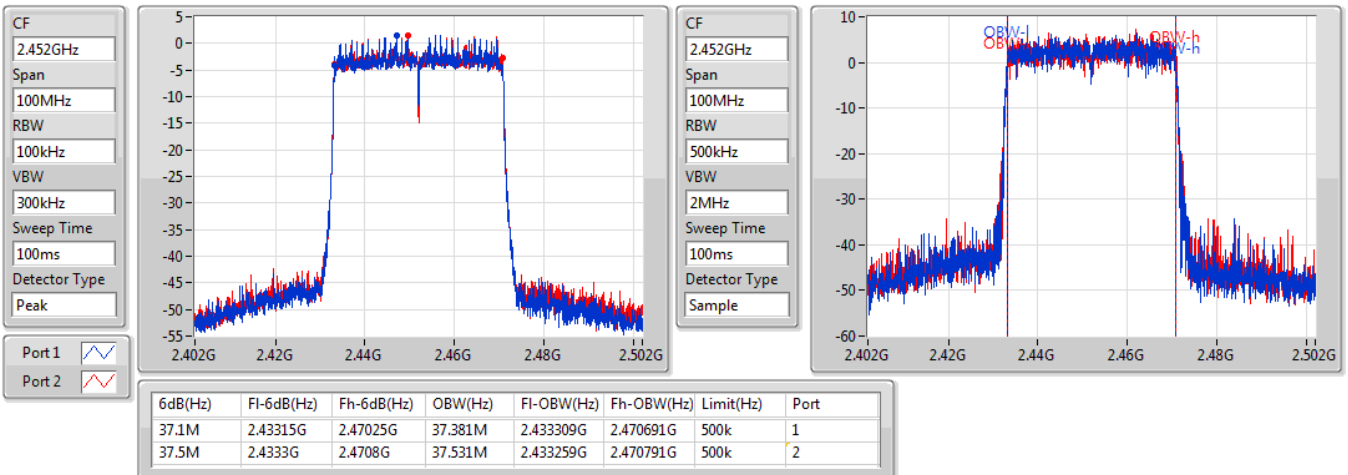 CF
2.452GHz
Span
100MHz
RBW
100kHz
VBW
300kHz
Sweep Time
100ms
Detector Type
Peak
Port 1
Port 2
5-
0-
-5-
-10-
-15-
-20-
-25-
-30-
-35-
-40-
-45-
-50-
-55-
2.402G 2.42G 2.44G 2.46G 2.48G 2.502G
CF
2.452GHz
Span
100MHz
RBW
500kHz
VBW
2MHz
Sweep Time
100ms
Detector Type
Sample
10-
0-
-10-
-20-
-30-
-40-
-50-
-60-
OBW-l
OBW-h
2.402G 2.42G 2.44G 2.46G 2.48G 2.502G
6dB(Hz) Fl-6dB(Hz) Fh-6dB(Hz) OBW(Hz) Fl-OBW(Hz) Fh-OBW(Hz) Limit(Hz) Port
37.1M 2.43315G 2.47025G 37.381M 2.433309G 2.470691G 500k 1
37.5M 2.4333G 2.4708G 37.531M 2.433259G 2.470791G 500k 2